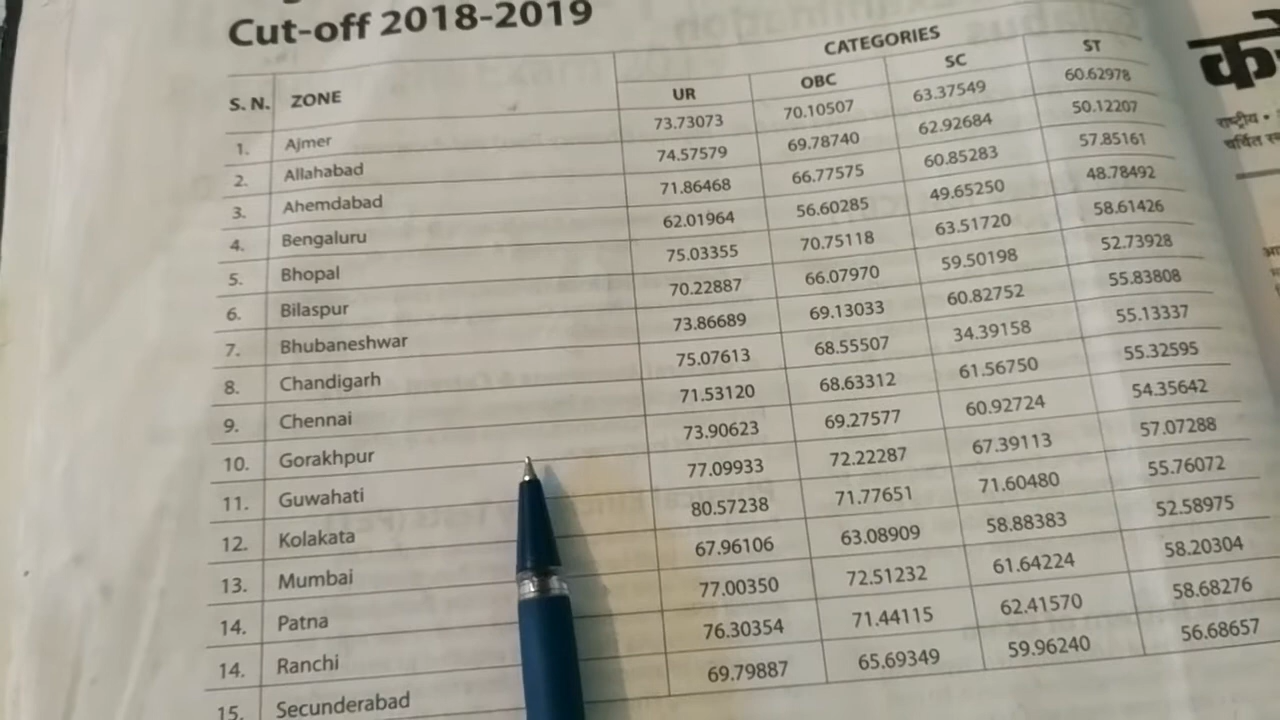 Cut-off 2018-2019
CATEGORIES
S. N. ZONE UR OBC SC ST
1. Ajmer 73.73073 70.10507 63.37549 60.62978
2. Allahabad 74.57579 69.78740 62.92684 50.12207
3. Ahemdabad 71.86468 66.77575 60.85283 57.85161
4. Bengaluru 62.01964 56.60285 49.65250 48.78492
5. Bhopal 75.03355 70.75118 63.51720 58.61426
6. Bilaspur 70.22887 66.07970 59.50198 52.73928
7. Bhubaneshwar 73.86689 69.13033 60.82752 55.83808
8. Chandigarh 75.07613 68.55507 34.39158 55.13337
9. Chennai 71.53120 68.63312 61.56750 55.32595
10. Gorakhpur 73.90623 69.27577 60.92724 54.35642
11. Guwahati 77.09933 72.22287 67.39113 57.07288
12. Kolakata 80.57238 71.77651 71.60480 55.76072
13. Mumbai 67.96106 63.08909 58.88383 52.58975
14. Patna 77.00350 72.51232 61.64224 58.20304
14. Ranchi 76.30354 71.44115 62.41570 58.68276
15. Secunderabad 69.79887 65.69349 59.96240 56.68657
राष्ट्रीय •
चर्चित